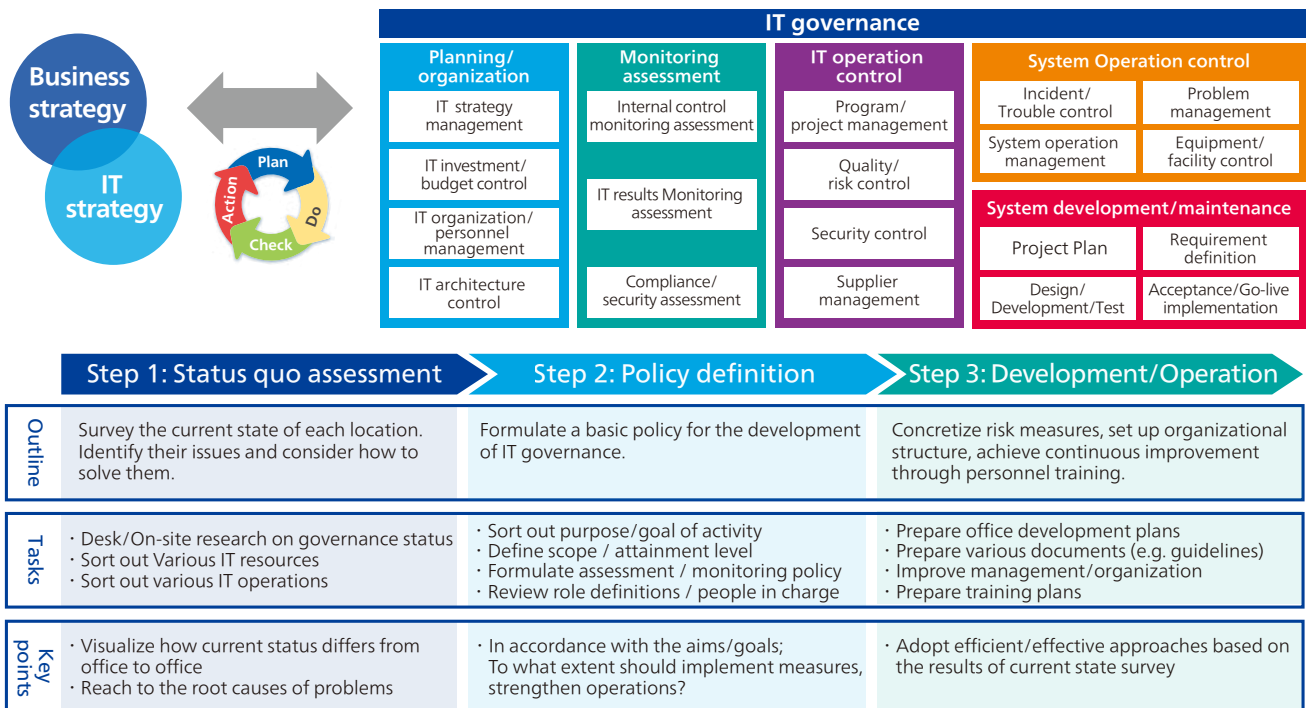 Business
strategy
IT
strategy
Plan
Do
Check
Action
IT governance
Planning/
organization
IT strategy
management
IT investment/
budget control
IT organization/
personnel
management
IT architecture
control
Monitoring
assessment
Internal control
monitoring assessment
IT results Monitoring
assessment
Compliance/
security assessment
IT operation
control
Program/
project management
Quality/
risk control
Security control
Supplier
management
System Operation control
Incident/
Trouble control
Problem
management
System operation
management
Equipment/
facility control
System development/maintenance
Project Plan
Requirement
definition
Design/
Development/Test
Acceptance/Go-live
implementation
Step 1: Status quo assessment
Step 2: Policy definition
Step 3: Development/Operation
Outline
Survey the current state of each location.
Identify their issues and consider how to
solve them.
Formulate a basic policy for the development
of IT governance.
Concretize risk measures, set up organizational
structure, achieve continuous improvement
through personnel training.
Tasks
· Desk/On-site research on governance status
· Sort out Various IT resources
· Sort out various IT operations
· Sort out purpose/goal of activity
· Define scope / attainment level
· Formulate assessment / monitoring policy
· Review role definitions / people in charge
· Prepare office development plans
· Prepare various documents (e.g. guidelines)
· Improve management/organization
· Prepare training plans
Key
points
· Visualize how current status differs from
office to office
· Reach to the root causes of problems
· In accordance with the aims/goals;
To what extent should implement measures,
strengthen operations?
· Adopt efficient/effective approaches based on
the results of current state survey